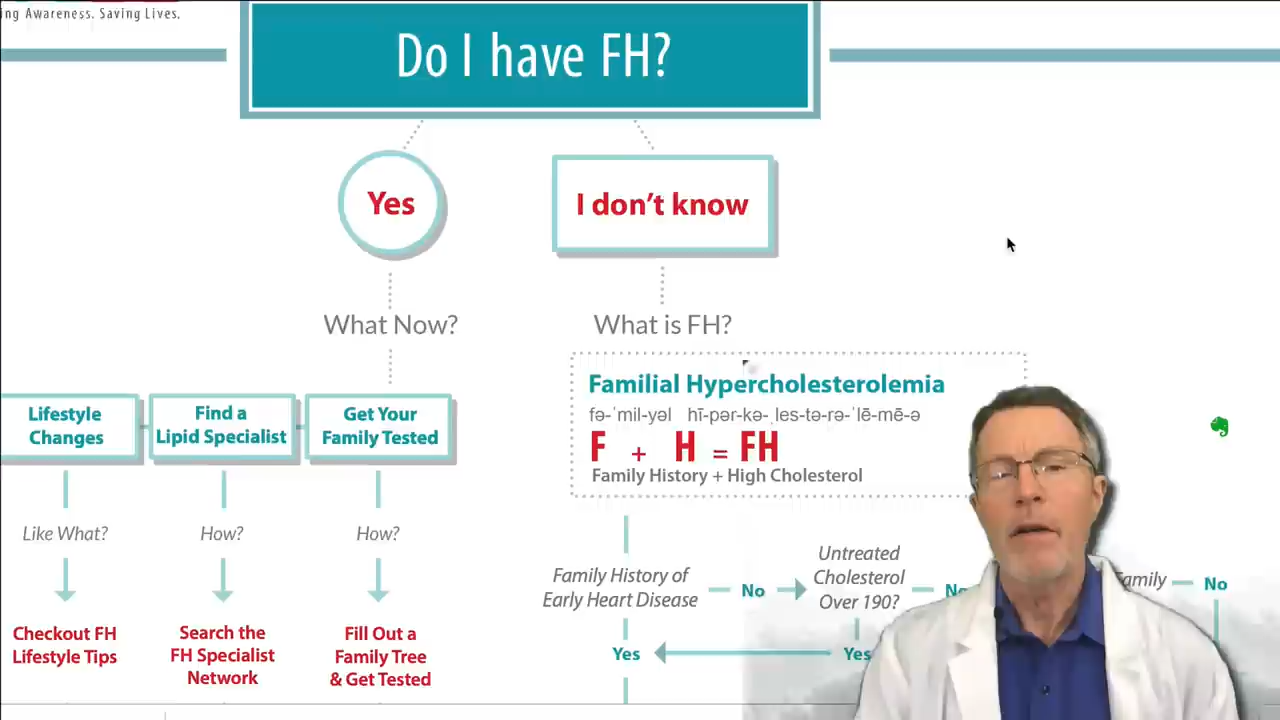 ing Awareness. Saving Lives.
Do I have FH?
Yes
I don't know
What Now?
What is FH?
Familial Hypercholesterolemia
fə-ˈmil-yəl hī-pər-kə-ˌles-tə-rə-ˈlē-mē-ə
F + H = FH
Family History + High Cholesterol
Lifestyle
Changes
Find a
Lipid Specialist
Get Your
Family Tested
Like What?
How?
How?
Checkout FH
Lifestyle Tips
Search the
FH Specialist
Network
Fill Out a
Family Tree
& Get Tested
Family History of
Early Heart Disease
No
Untreated
Cholesterol
Over 190?
No
Family
No
Yes
Yes